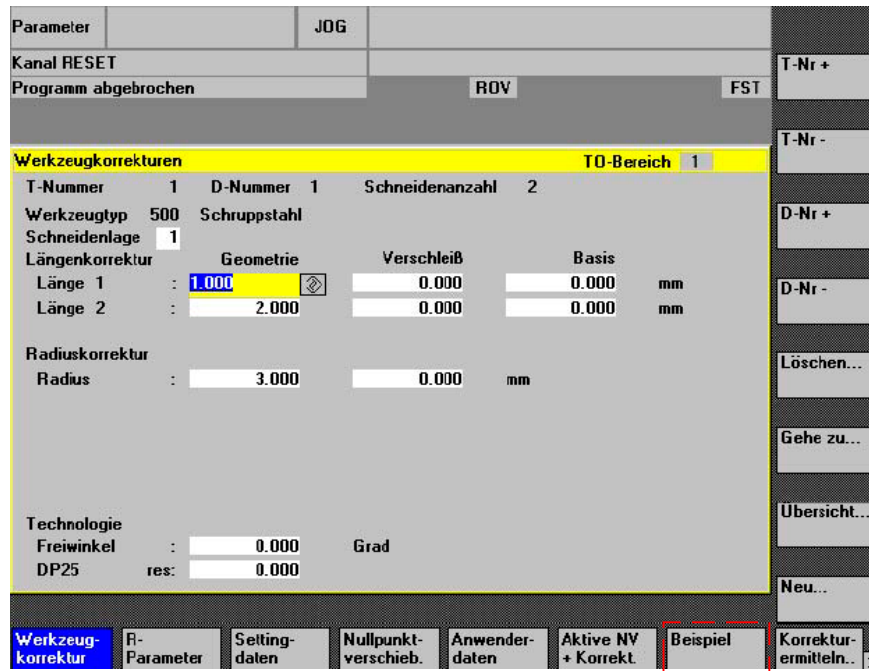 Parameter JOG
Kanal RESET
Programm abgebrochen ROV FST
Werkzeugkorrekturen TO-Bereich 1
T-Nummer 1 D-Nummer 1 Schneidenanzahl 2
Werkzeugtyp 500 Schruppstahl
Schneidenlage 1
Längenkorrektur Geometrie Verschleiß Basis
Länge 1 : 1.000 0.000 0.000 mm
Länge 2 : 2.000 0.000 0.000 mm
Radiuskorrektur
Radius : 3.000 0.000 mm
Technologie
Freiwinkel : 0.000 Grad
DP25 res: 0.000
T-Nr +
T-Nr -
D-Nr +
D-Nr -
Löschen...
Gehe zu...
Übersicht...
Neu...
Werkzeug-
korrektur
R-
Parameter
Setting-
daten
Nullpunkt-
verschieb.
Anwender-
daten
Aktive NV
+ Korrekt.
Beispiel
Korrektur-
ermitteln..